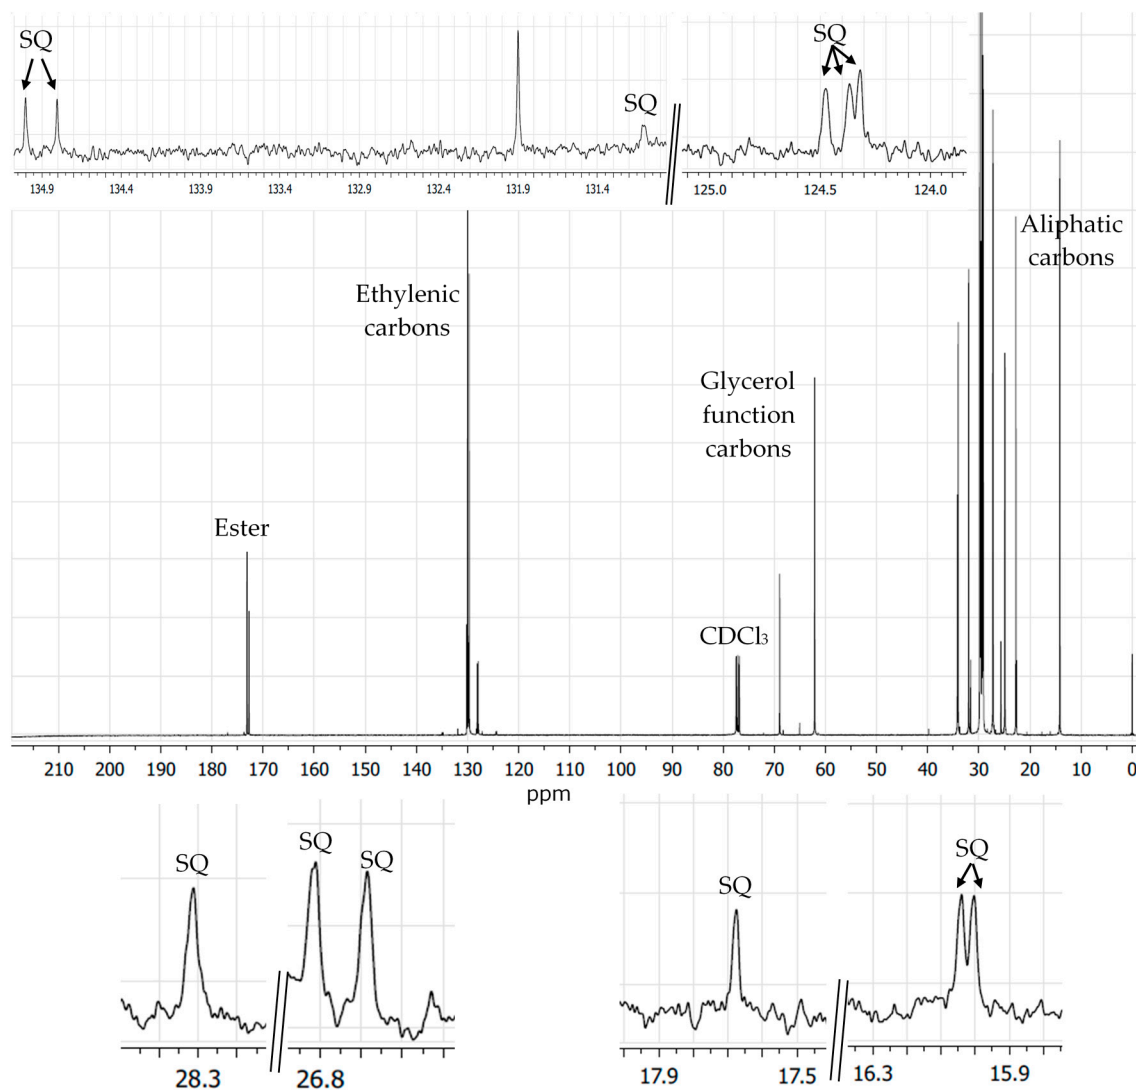 SQ
SQ
SQ
134.9 134.4 133.9 133.4 132.9 132.4 131.9 131.4
125.0 124.5 124.0
Aliphatic
carbons
Ethylenic
carbons
Glycerol
function
carbons
Ester
CDCl₃
210 200 190 180 170 160 150 140 130 120 110 100 90 80 70 60 50 40 30 20 10 0
ppm
SQ
SQ
SQ
SQ
SQ
28.3
26.8
17.9 17.5
16.3 15.9